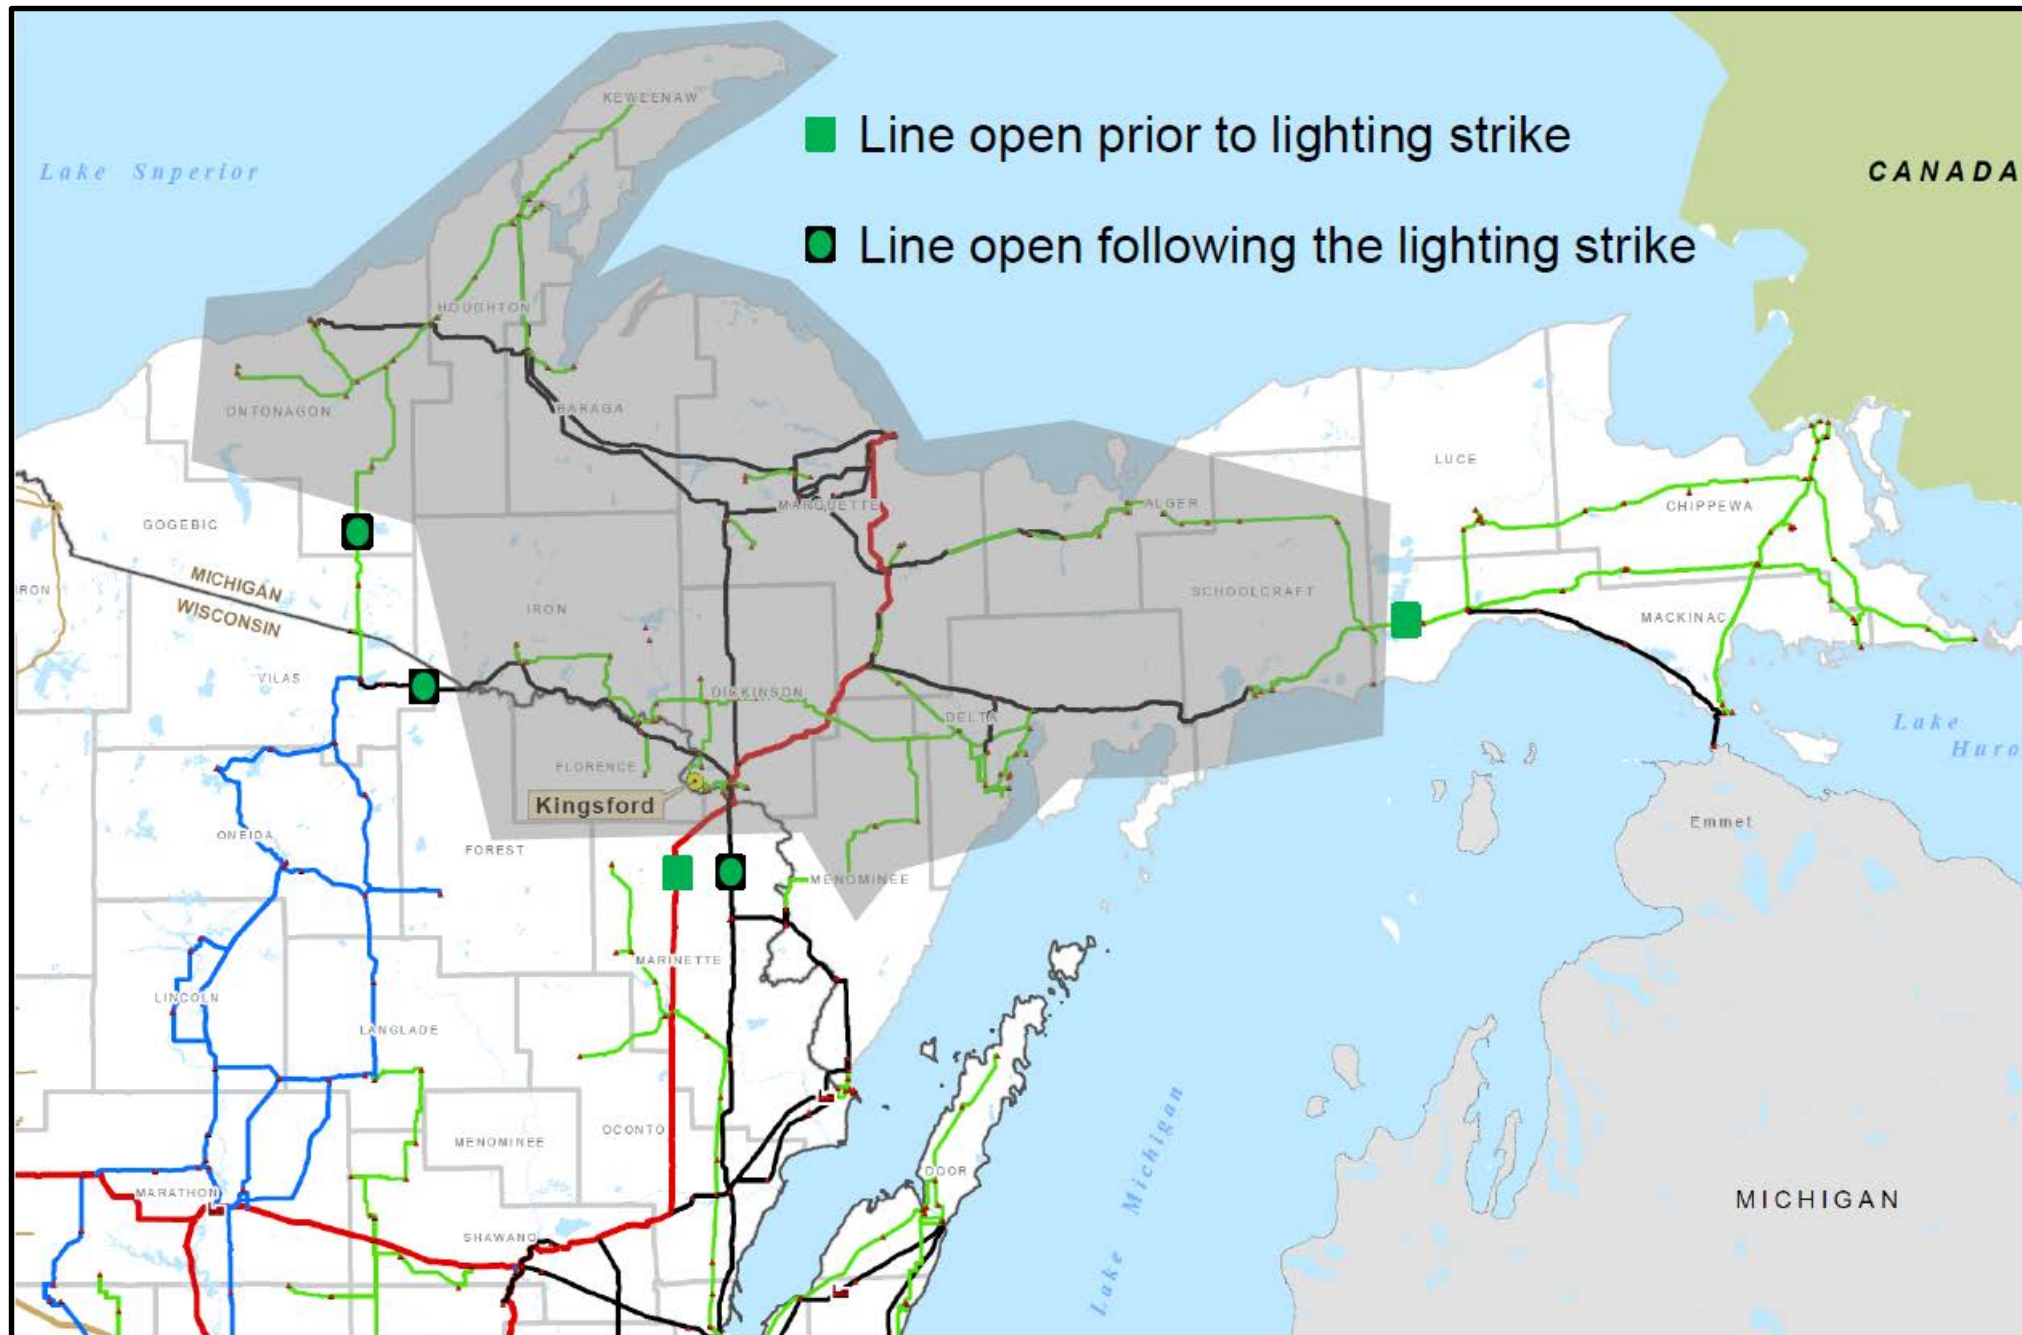 KEWEENAW
Line open prior to lighting strike
Lake Superior
CANADA
Line open following the lighting strike
HOUGHTON
ONTONAGON
BARAGA
LUCE
MARQUETTE
ALGER
CHIPPEWA
GOGEBIC
MICHIGAN
WISCONSIN
IRON
IRON
SCHOOLCRAFT
MACKINAC
VILAS
DICKINSON
DELTA
Lake
Huro
FLORENCE
Kingsford
ONEIDA
FOREST
Emmet
MENOMINEE
MARINETTE
LINCOLN
LANGLADE
Lake Michigan
OCONTO
MENOMINEE
DOOR
MARATHON
MICHIGAN
SHAWANO